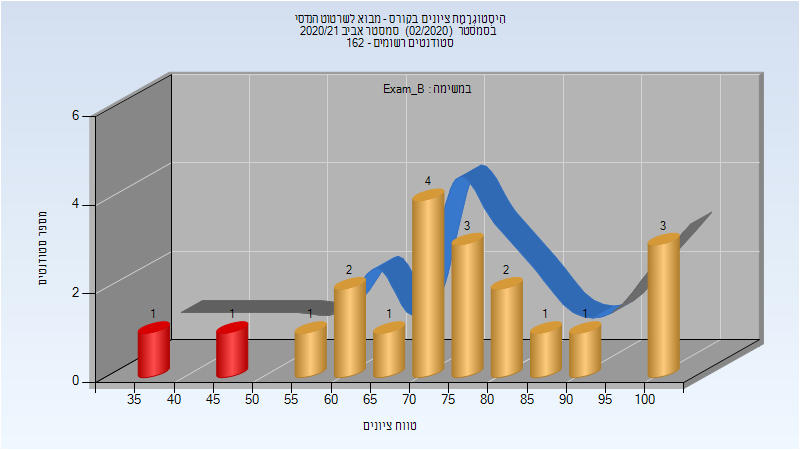 היסטוגרמת ציונים בקורס - מבוא לשרטוט הנדסי
בסמסטר (02/2020) סמסטר אביב 2020/21
סטודנטים רשומים - 162
במשימה : Exam_B
מספר סטודנטים
6
4
2
0
1
1
1
2
1
4
3
2
1
1
3
35 40 45 50 55 60 65 70 75 80 85 90 95 100
טווח ציונים